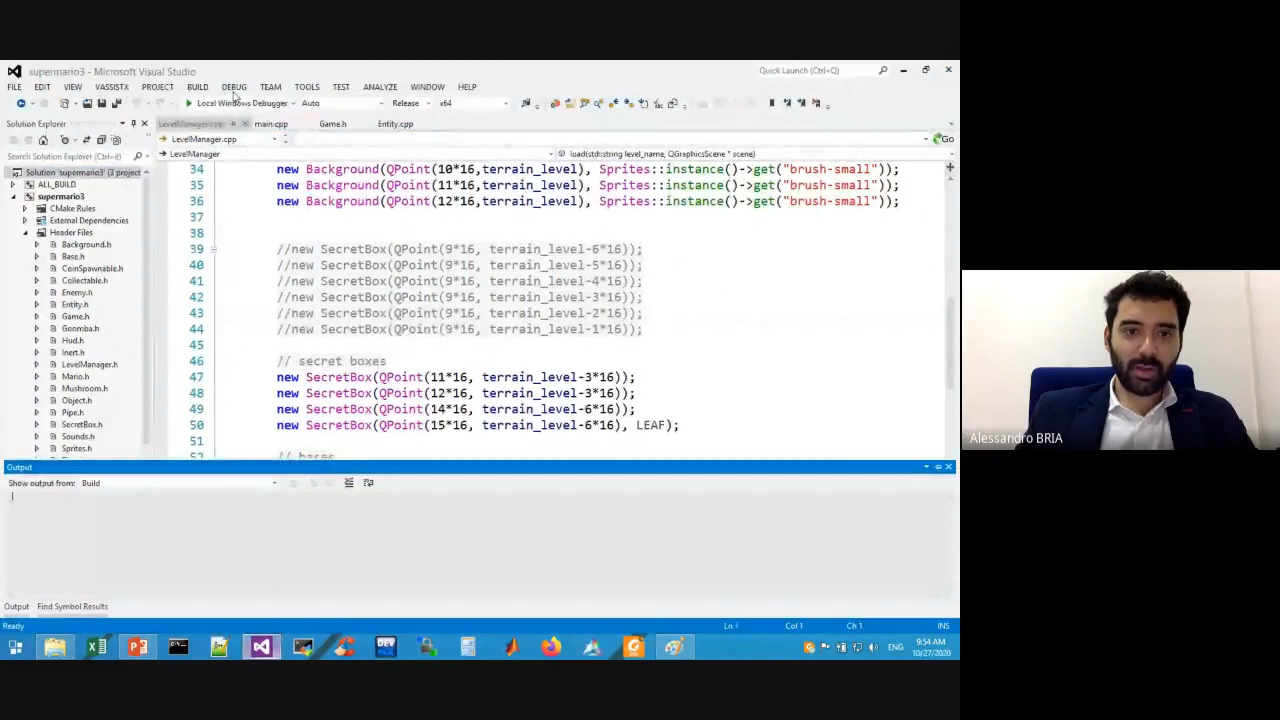 supermario3 - Microsoft Visual Studio
Quick Launch (Ctrl+Q)
FILE EDIT VIEW VASSISTX PROJECT BUILD DEBUG TEAM TOOLS TEST ANALYZE WINDOW HELP
Local Windows Debugger Auto Release x64
Solution Explorer
LevelManager.cpp main.cpp Game.h Entity.cpp
LevelManager.cpp
Go
Search Solution Explorer (Ctrl+è)
LevelManager load(std::string level_name, QGraphicsScene * scene)
Solution 'supermario3' (3 project
ALL_BUILD
supermario3
CMake Rules
External Dependencies
Header Files
Background.h
Base.h
CoinSpawnable.h
Collectable.h
Enemy.h
Entity.h
Game.h
Goomba.h
Hud.h
Inert.h
LevelManager.h
Mario.h
Mushroom.h
Object.h
Pipe.h
SecretBox.h
Sounds.h
Sprites.h
34 new Background(QPoint(10*16,terrain_level), Sprites::instance()->get("brush-small"));
35 new Background(QPoint(11*16,terrain_level), Sprites::instance()->get("brush-small"));
36 new Background(QPoint(12*16,terrain_level), Sprites::instance()->get("brush-small"));
37
38
39 //new SecretBox(QPoint(9*16, terrain_level-6*16));
40 //new SecretBox(QPoint(9*16, terrain_level-5*16));
41 //new SecretBox(QPoint(9*16, terrain_level-4*16));
42 //new SecretBox(QPoint(9*16, terrain_level-3*16));
43 //new SecretBox(QPoint(9*16, terrain_level-2*16));
44 //new SecretBox(QPoint(9*16, terrain_level-1*16));
45
46 // secret boxes
47 new SecretBox(QPoint(11*16, terrain_level-3*16));
48 new SecretBox(QPoint(12*16, terrain_level-3*16));
49 new SecretBox(QPoint(14*16, terrain_level-6*16));
50 new SecretBox(QPoint(15*16, terrain_level-6*16), LEAF);
51
52 // bases
Output
Show output from: Build
Output Find Symbol Results
Ready Ln 1 Col 1 Ch 1 INS
DEV
ENG
9:54 AM
10/27/2020
Alessandro BRIA